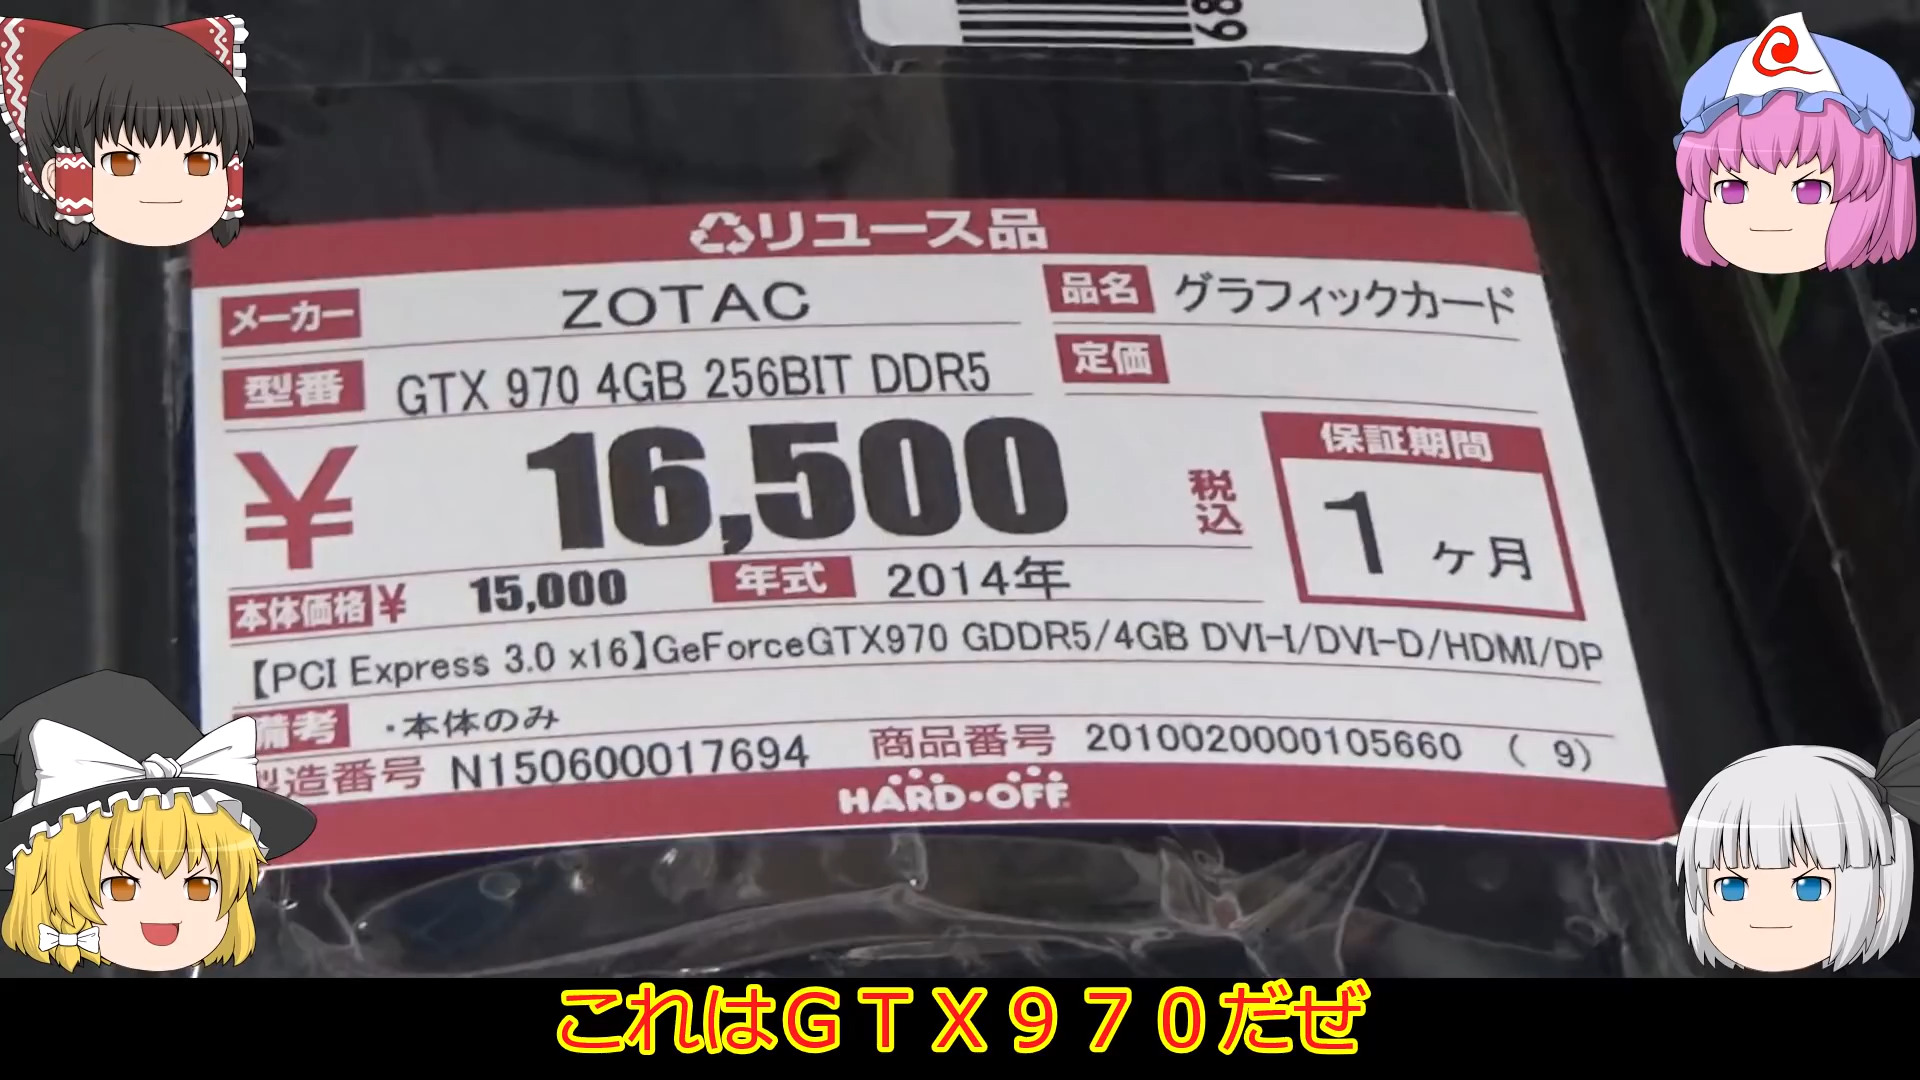 89
リユース品
メーカー ZOTAC 品名 グラフィックカード
型番 GTX 970 4GB 256BIT DDR5 定価
¥ 16,500 税込 保証期間 1ヶ月
本体価格¥ 15,000 年式 2014年
【PCI Express 3.0 x16】GeForceGTX970 GDDR5/4GB DVI-I/DVI-D/HDMI/DP
備考 ・本体のみ
製造番号 N150600017694 商品番号 2010020000105660 ( 9)
HARD・OFF
これはＧＴＸ９７０だぜ